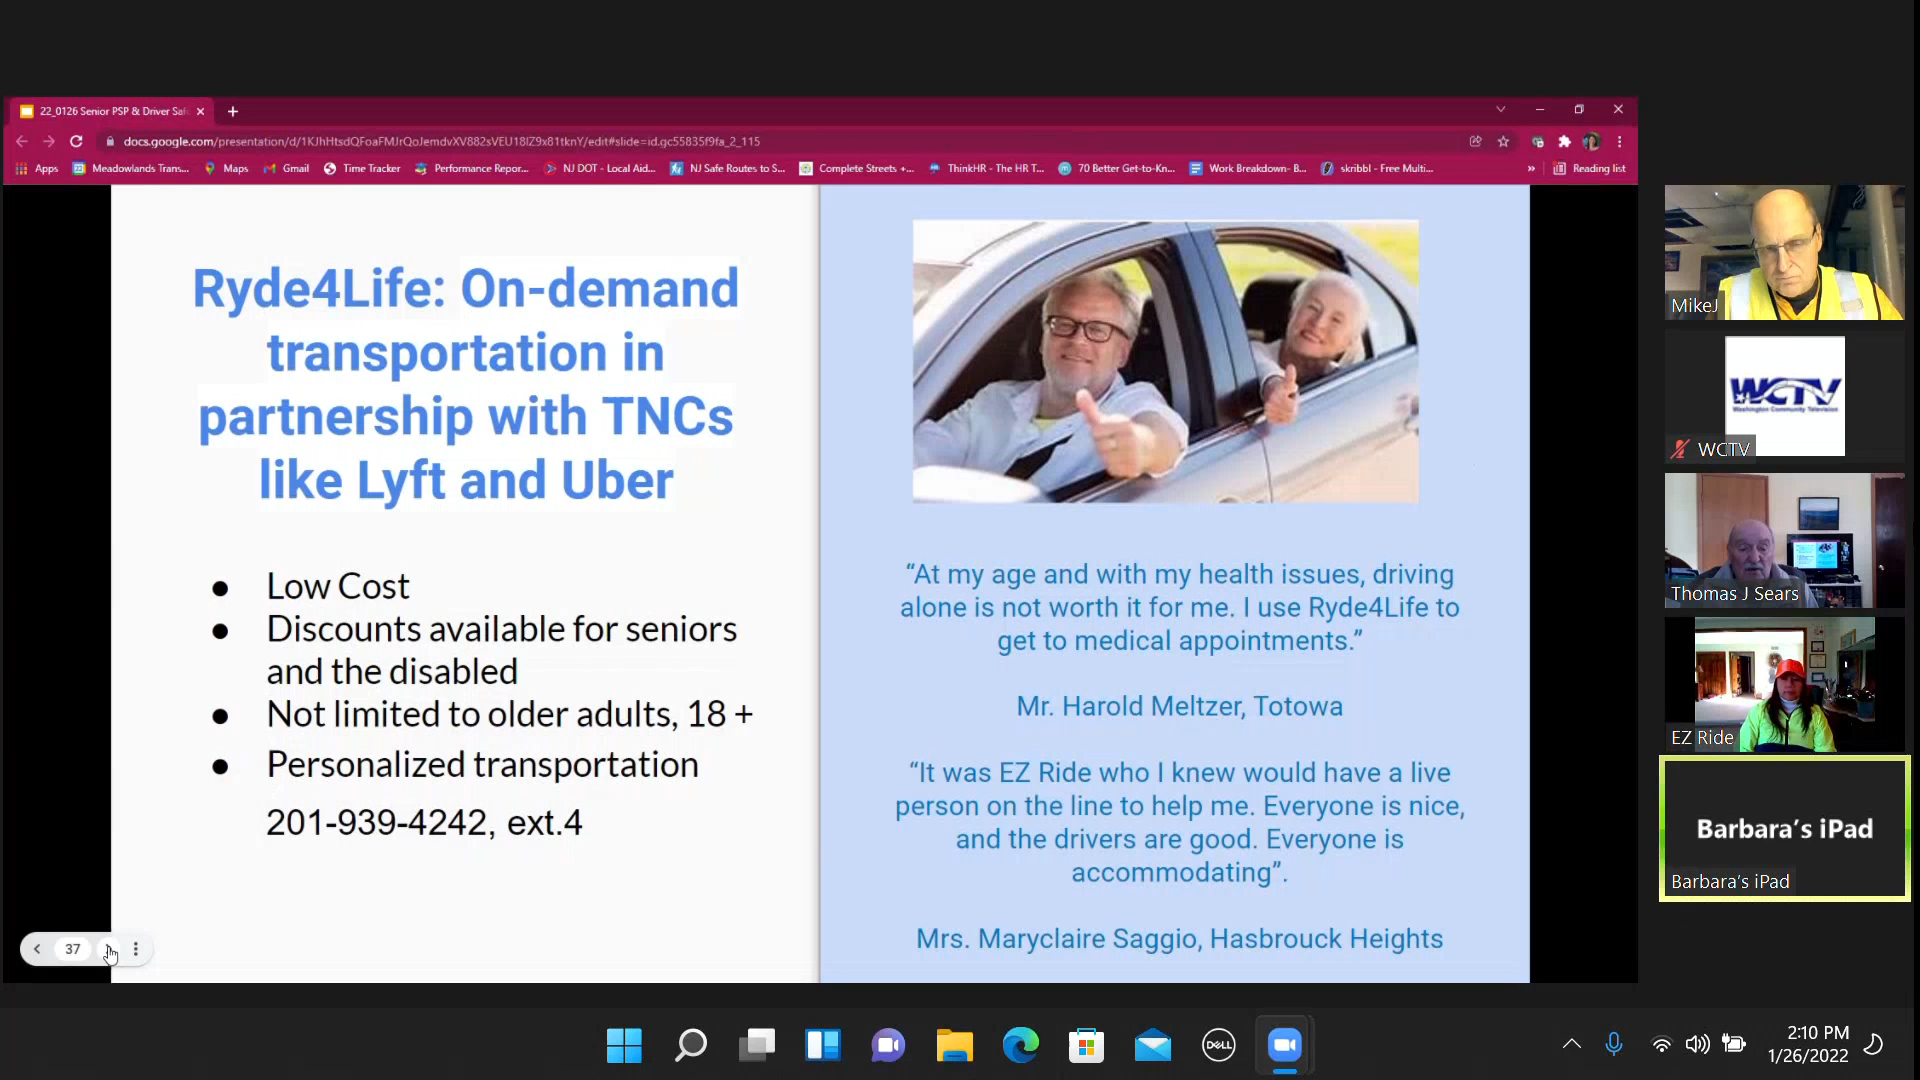 22_0126 Senior PSP & Driver Saf
docs.google.com/presentation/d/1KJhHtsdQFoaFMJrQoJemdvXV882sVEU18lZ9x81tknY/edit#slide=id.gc55835f9fa_2_115
Apps
Meadowlands Trans...
Maps
Gmail
Time Tracker
Performance Repor...
NJ DOT - Local Aid...
NJ Safe Routes to S...
Complete Streets +...
ThinkHR - The HR T...
70 Better Get-to-Kn...
Work Breakdown- B...
skribbl - Free Multi...
»
Reading list
Ryde4Life: On-demand
transportation in
partnership with TNCs
like Lyft and Uber
● Low Cost
● Discounts available for seniors
and the disabled
● Not limited to older adults, 18 +
● Personalized transportation
201-939-4242, ext.4
“At my age and with my health issues, driving
alone is not worth it for me. I use Ryde4Life to
get to medical appointments.”
Mr. Harold Meltzer, Totowa
“It was EZ Ride who I knew would have a live
person on the line to help me. Everyone is nice,
and the drivers are good. Everyone is
accommodating”.
Mrs. Maryclaire Saggio, Hasbrouck Heights
37
MikeJ
WCTV
Washington Community Television
WCTV
Thomas J Sears
EZ Ride
Barbara’s iPad
Barbara’s iPad
DELL
2:10 PM
1/26/2022